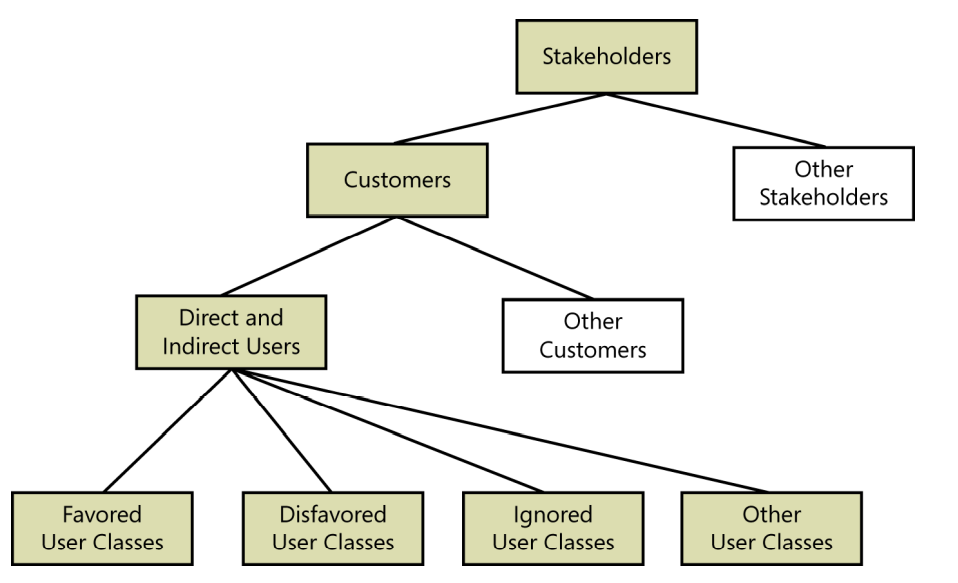 Stakeholders
Customers
Other
Stakeholders
Direct and
Indirect Users
Other
Customers
Favored
User Classes
Disfavored
User Classes
Ignored
User Classes
Other
User Classes